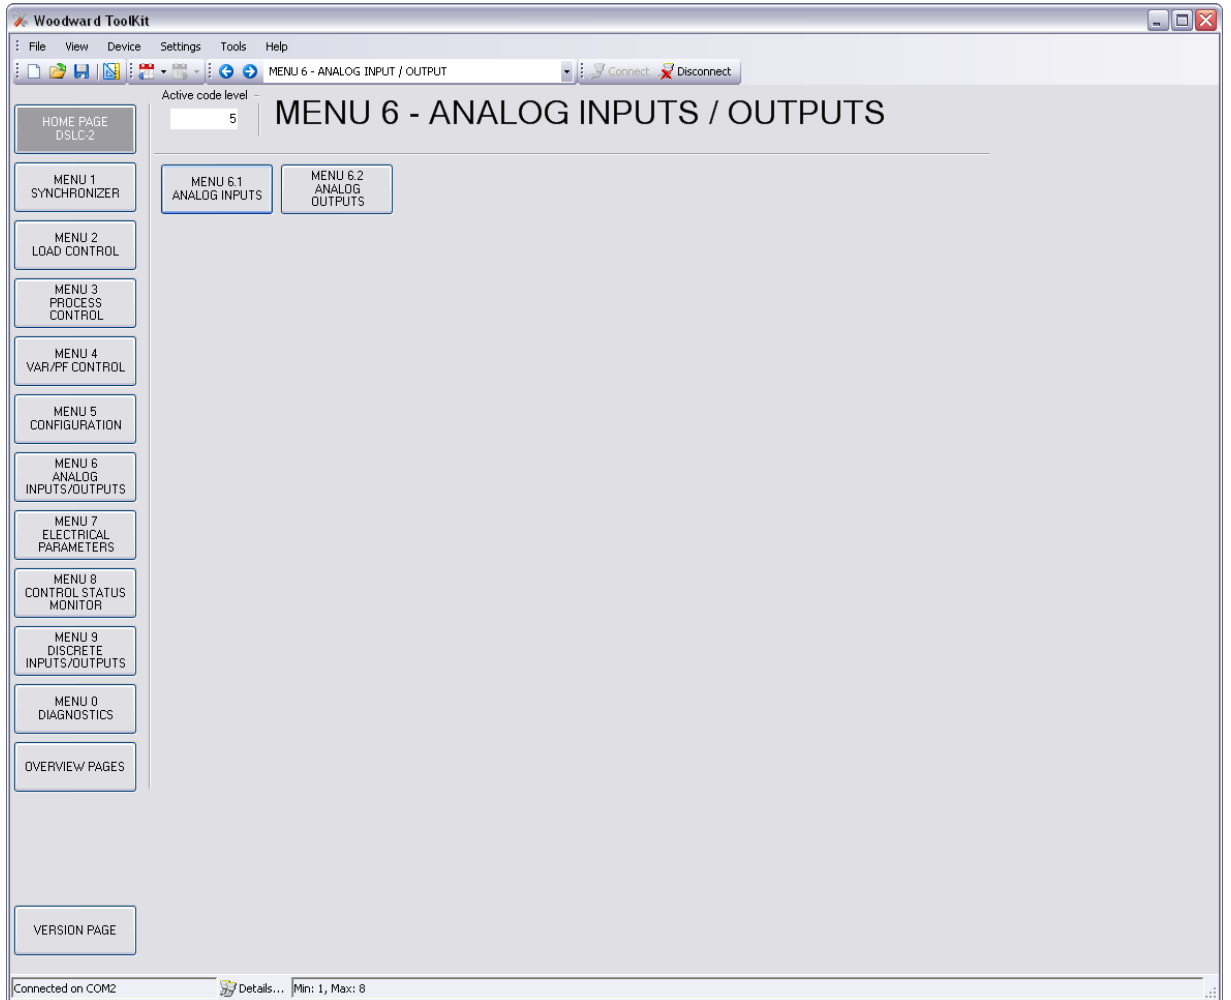 Woodward ToolKit
File View Device Settings Tools Help
MENU 6 - ANALOG INPUT / OUTPUT
Connect
Disconnect
Active code level
5
MENU 6 - ANALOG INPUTS / OUTPUTS
HOME PAGE
DSLC-2
MENU 1
SYNCHRONIZER
MENU 2
LOAD CONTROL
MENU 3
PROCESS
CONTROL
MENU 4
VAR/PF CONTROL
MENU 5
CONFIGURATION
MENU 6
ANALOG
INPUTS/OUTPUTS
MENU 7
ELECTRICAL
PARAMETERS
MENU 8
CONTROL STATUS
MONITOR
MENU 9
DISCRETE
INPUTS/OUTPUTS
MENU 0
DIAGNOSTICS
OVERVIEW PAGES
VERSION PAGE
MENU 6.1
ANALOG INPUTS
MENU 6.2
ANALOG
OUTPUTS
Connected on COM2
Details...
Min: 1, Max: 8